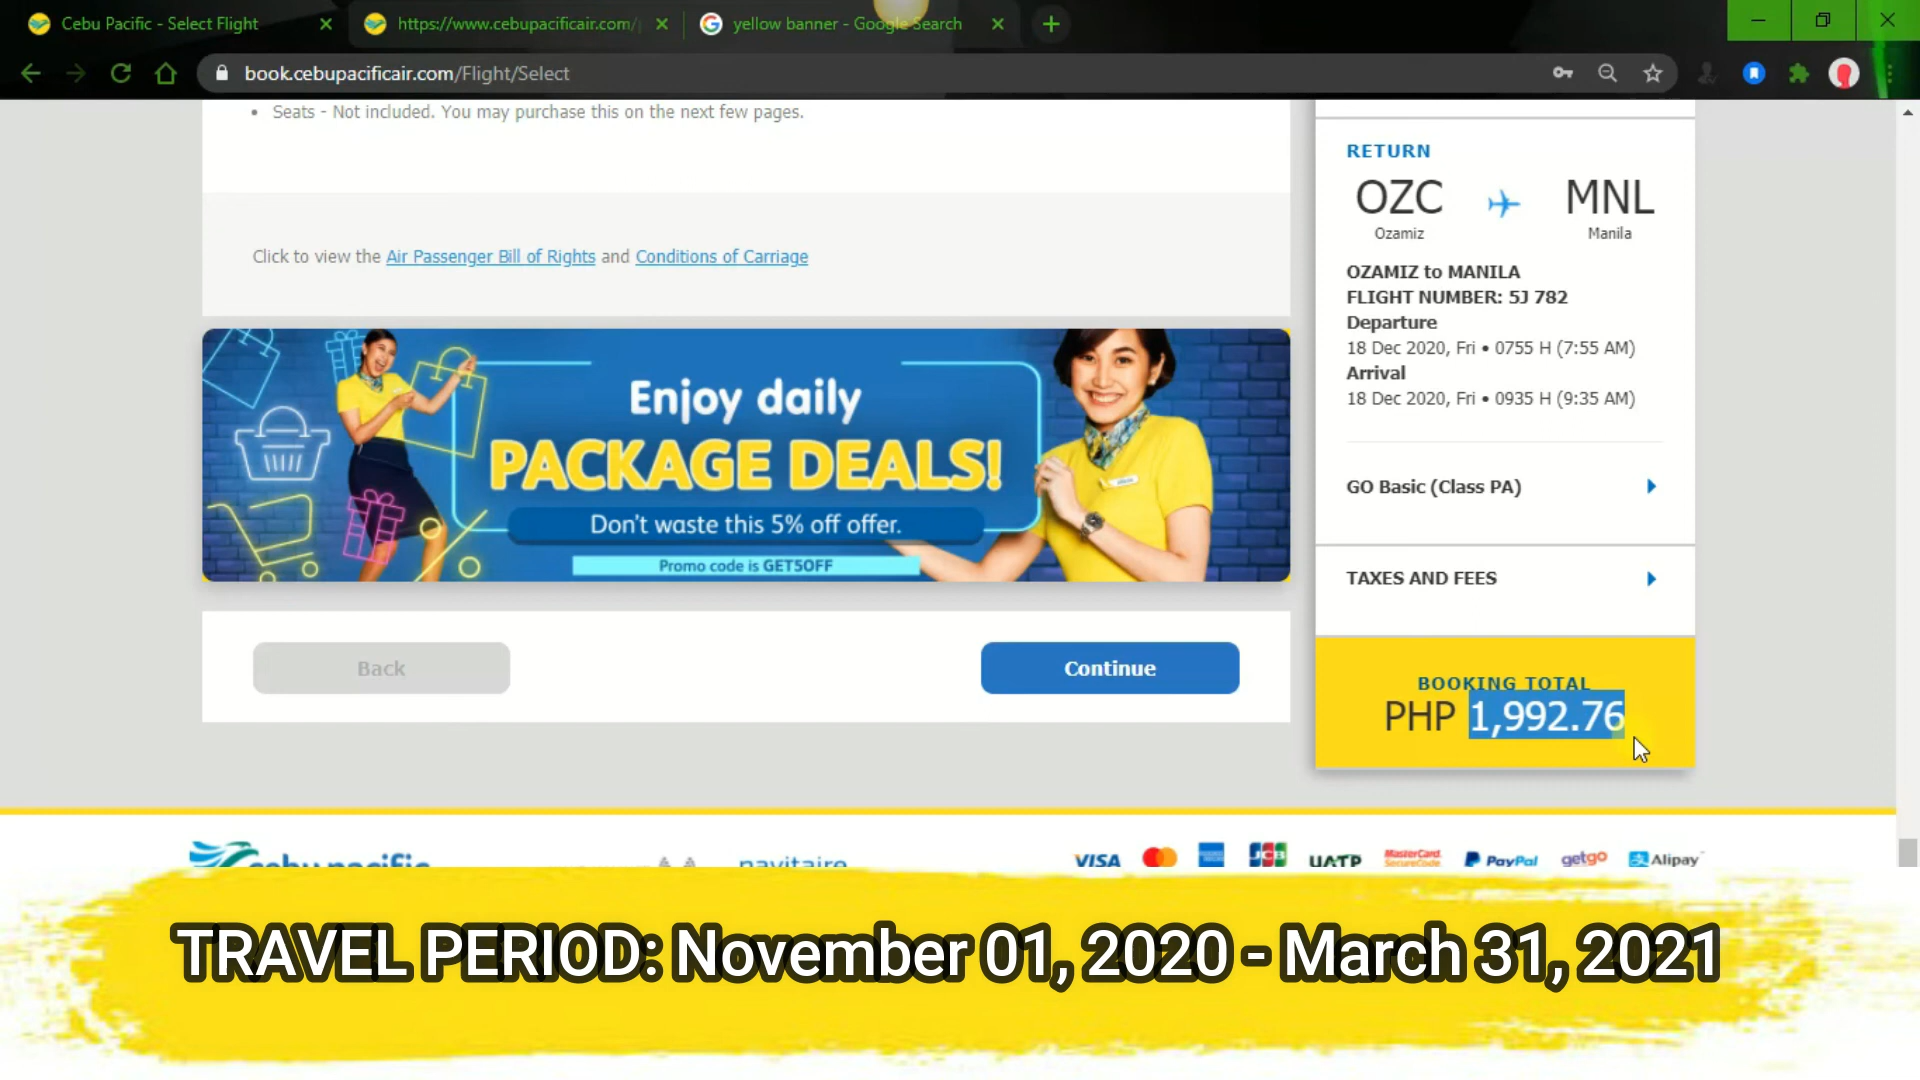 Cebu Pacific - Select Flight
https://www.cebupacificair.com/
yellow banner - Google Search
book.cebupacificair.com/Flight/Select
Seats - Not included. You may purchase this on the next few pages.
Click to view the Air Passenger Bill of Rights and Conditions of Carriage
Enjoy daily
PACKAGE DEALS!
Don't waste this 5% off offer.
Promo code is GET5OFF
Back
Continue
RETURN
OZC
MNL
Ozamiz
Manila
OZAMIZ to MANILA
FLIGHT NUMBER: 5J 782
Departure
18 Dec 2020, Fri • 0755 H (7:55 AM)
Arrival
18 Dec 2020, Fri • 0935 H (9:35 AM)
GO Basic (Class PA)
TAXES AND FEES
BOOKING TOTAL
PHP 1,992.76
cebu pacific
navitaire
VISA
JCB
UATP
MasterCard.
SecureCode
PayPal
getgo
Alipay
TRAVEL PERIOD: November 01, 2020 - March 31, 2021